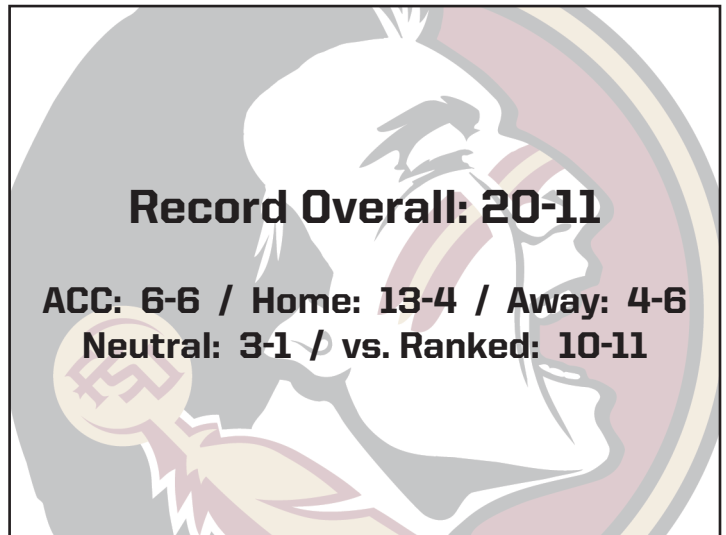 Record Overall: 20-11
ACC: 6-6 / Home: 13-4 / Away: 4-6
Neutral: 3-1 / vs. Ranked: 10-11
FSU